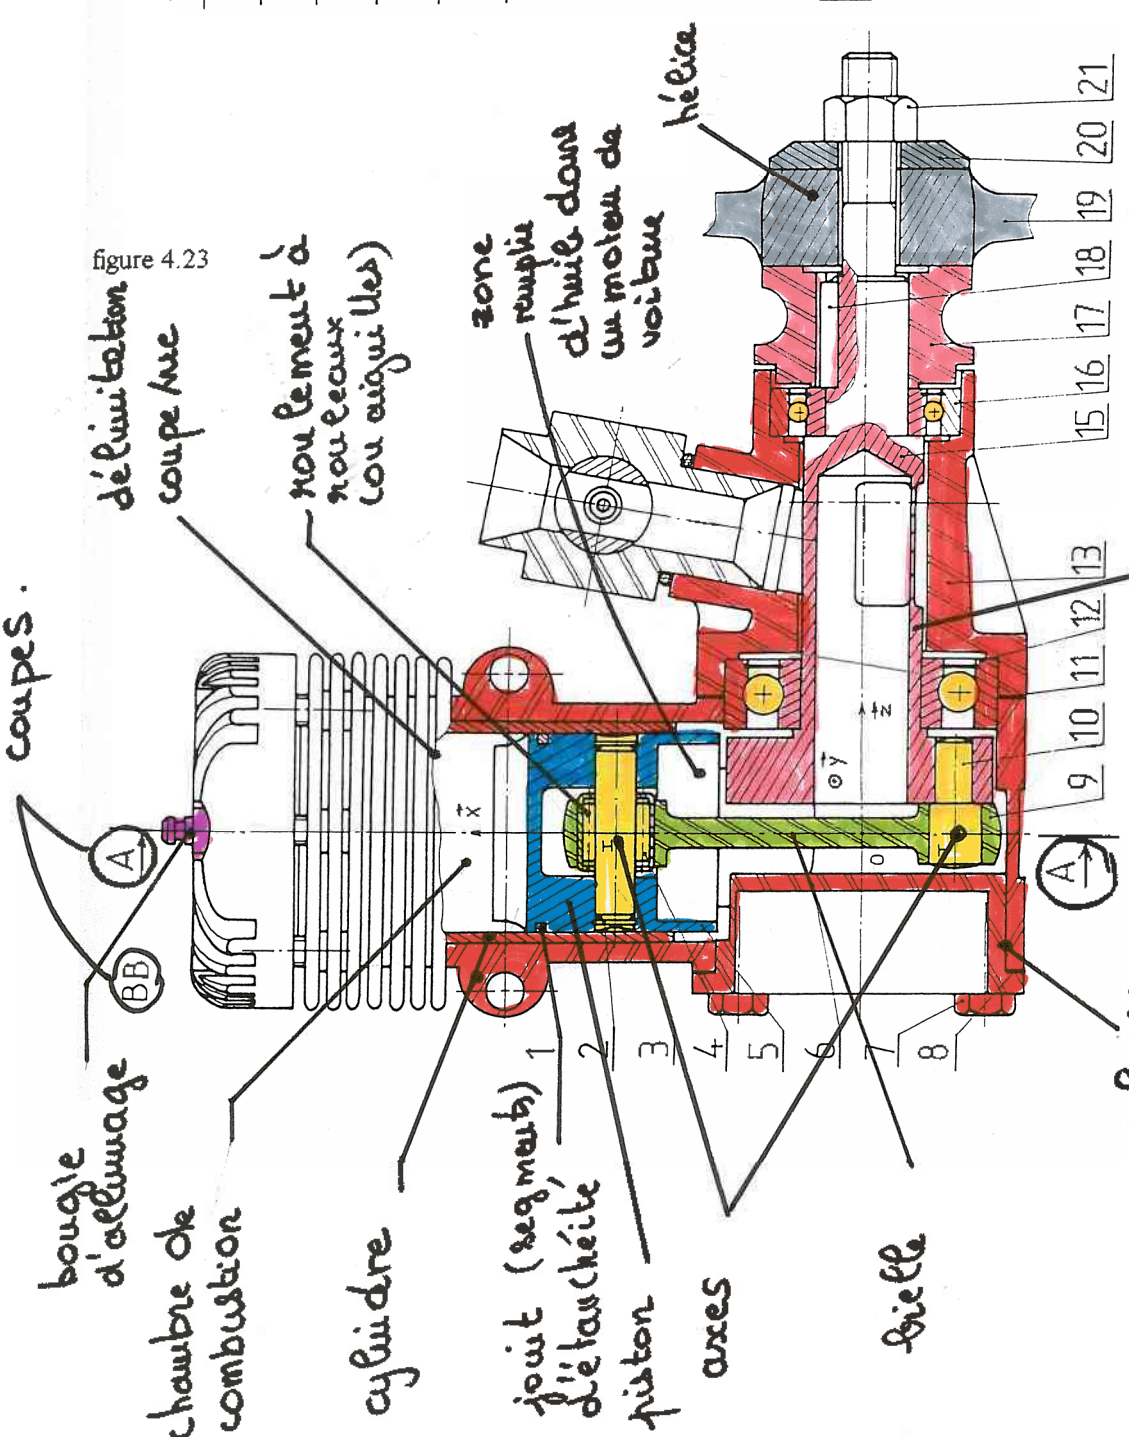 coupes.
figure 4.23
délimitation
coupe/vue
roulement à
rouleaux
(ou aiguilles)
zone
remplie
d'huile dans
un moteur de
voiture
hélice
A
BB
bougie
d'allumage
chambre de
combustion
cylindre
joint (segments)
d'étanchéité
piston
axes
bielle
x
y
z
H
O
I
A
1
2
3
4
5
6
7
8
9
10
11
12
13
15
16
17
18
19
20
21